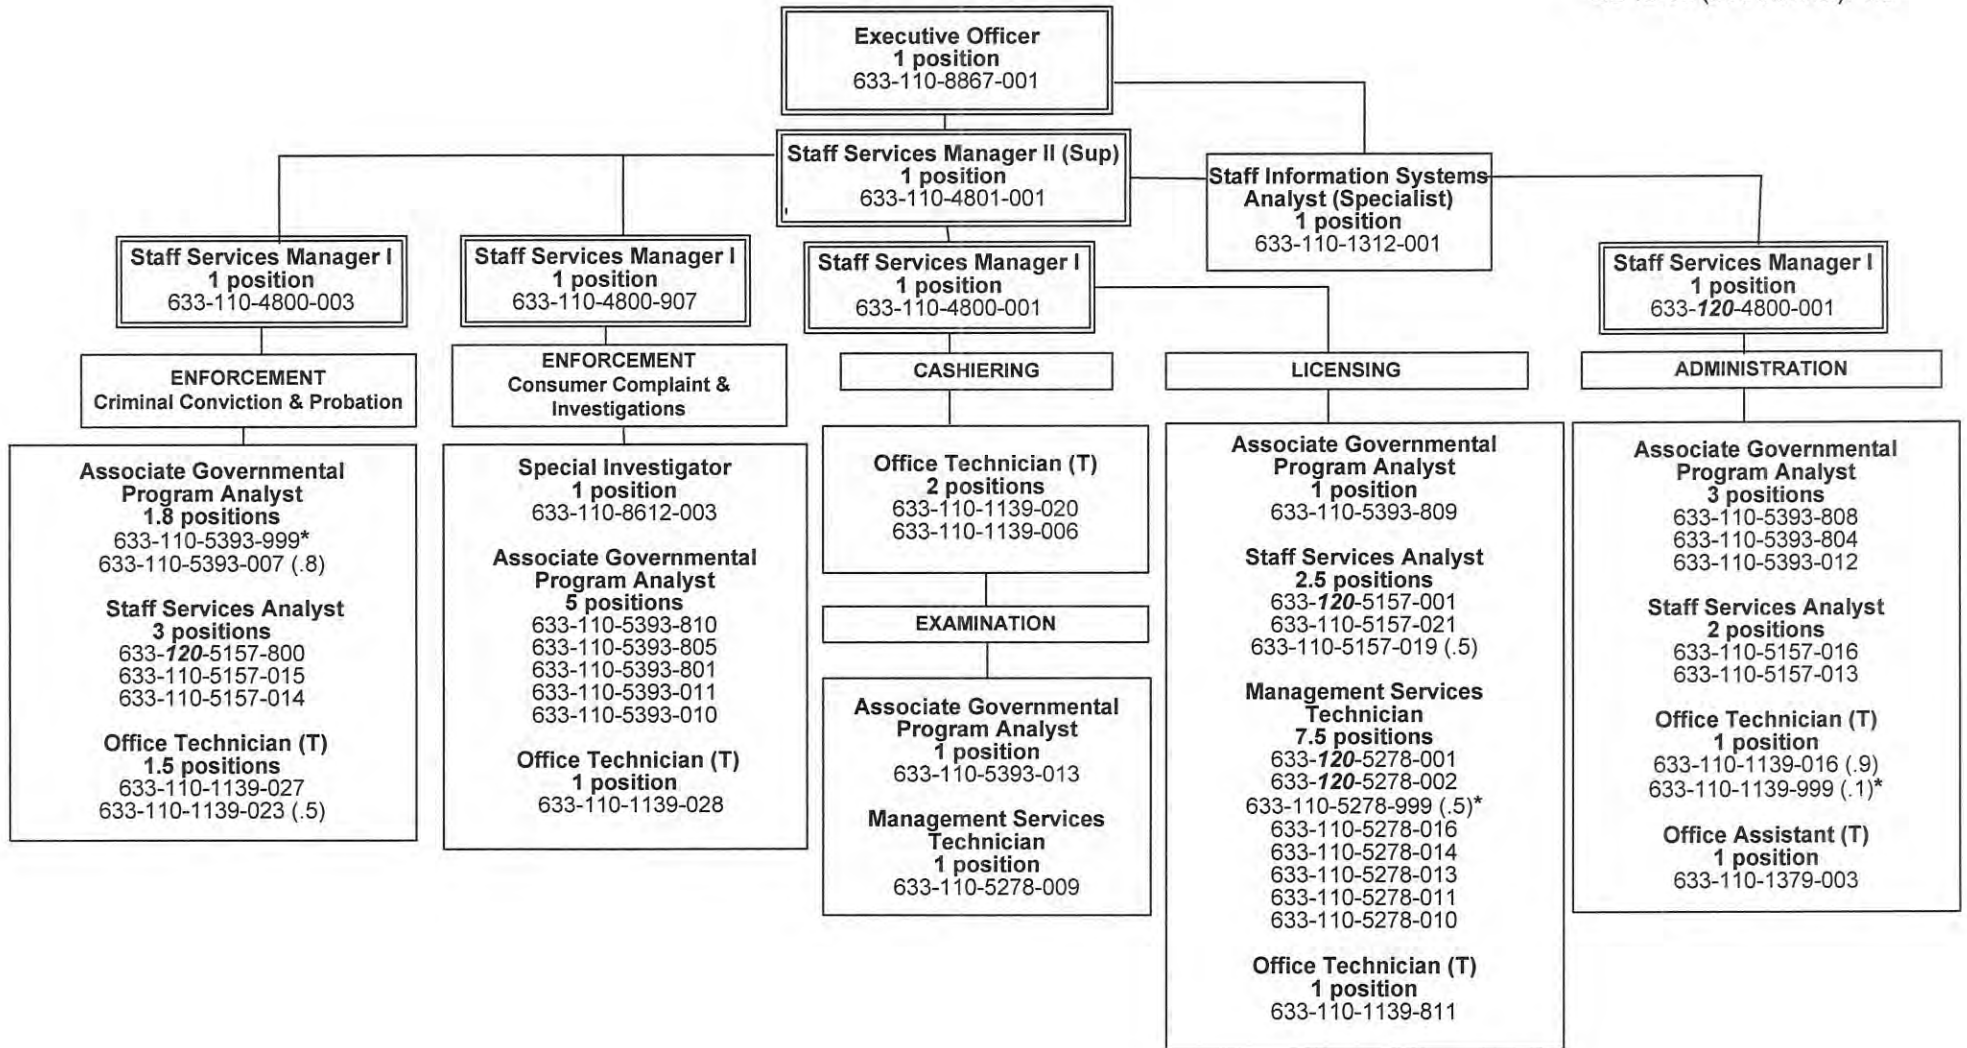 Executive Officer
1 position
633-110-8867-001
Staff Services Manager II (Sup)
1 position
633-110-4801-001
Staff Information Systems
Analyst (Specialist)
1 position
633-110-1312-001
Staff Services Manager I
1 position
633-110-4800-003
Staff Services Manager I
1 position
633-110-4800-907
Staff Services Manager I
1 position
633-110-4800-001
Staff Services Manager I
1 position
633-120-4800-001
ENFORCEMENT
Criminal Conviction & Probation
ENFORCEMENT
Consumer Complaint &
Investigations
CASHIERING
LICENSING
ADMINISTRATION
Associate Governmental
Program Analyst
1.8 positions
633-110-5393-999*
633-110-5393-007 (.8)
Staff Services Analyst
3 positions
633-120-5157-800
633-110-5157-015
633-110-5157-014
Office Technician (T)
1.5 positions
633-110-1139-027
633-110-1139-023 (.5)
Special Investigator
1 position
633-110-8612-003
Associate Governmental
Program Analyst
5 positions
633-110-5393-810
633-110-5393-805
633-110-5393-801
633-110-5393-011
633-110-5393-010
Office Technician (T)
1 position
633-110-1139-028
Office Technician (T)
2 positions
633-110-1139-020
633-110-1139-006
EXAMINATION
Associate Governmental
Program Analyst
1 position
633-110-5393-013
Management Services
Technician
1 position
633-110-5278-009
Associate Governmental
Program Analyst
1 position
633-110-5393-809
Staff Services Analyst
2.5 positions
633-120-5157-001
633-110-5157-021
633-110-5157-019 (.5)
Management Services
Technician
7.5 positions
633-120-5278-001
633-120-5278-002
633-110-5278-999 (.5)*
633-110-5278-016
633-110-5278-014
633-110-5278-013
633-110-5278-011
633-110-5278-010
Office Technician (T)
1 position
633-110-1139-811
Associate Governmental
Program Analyst
3 positions
633-110-5393-808
633-110-5393-804
633-110-5393-012
Staff Services Analyst
2 positions
633-110-5157-016
633-110-5157-013
Office Technician (T)
1 position
633-110-1139-016 (.9)
633-110-1139-999 (.1)*
Office Assistant (T)
1 position
633-110-1379-003